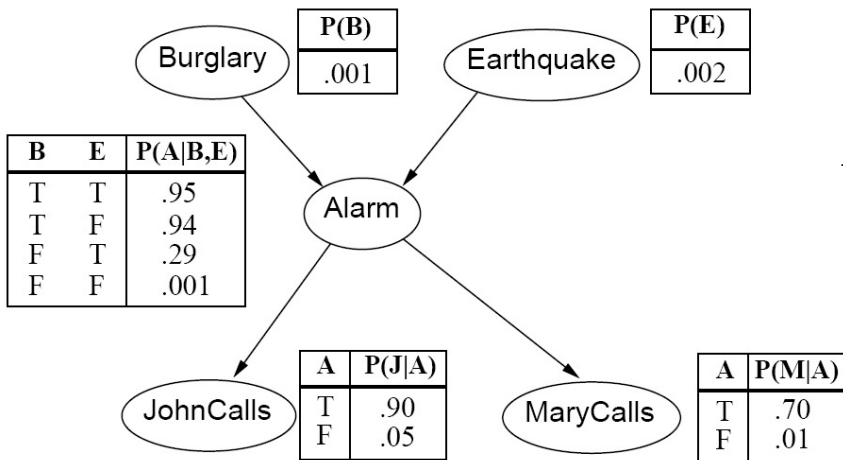 Burglary
P(B)
.001
Earthquake
P(E)
.002
B E P(A|B,E)
T T .95
T F .94
F T .29
F F .001
Alarm
JohnCalls
A P(J|A)
T .90
F .05
MaryCalls
A P(M|A)
T .70
F .01